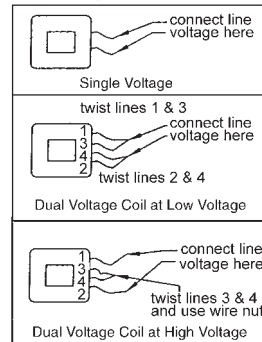 connect line
voltage here
Single Voltage
twist lines 1 & 3
connect line
voltage here
1
3
4
2
twist lines 2 & 4
Dual Voltage Coil at Low Voltage
connect line
voltage here
1
3
4
2
twist lines 3 & 4
and use wire nut
Dual Voltage Coil at High Voltage